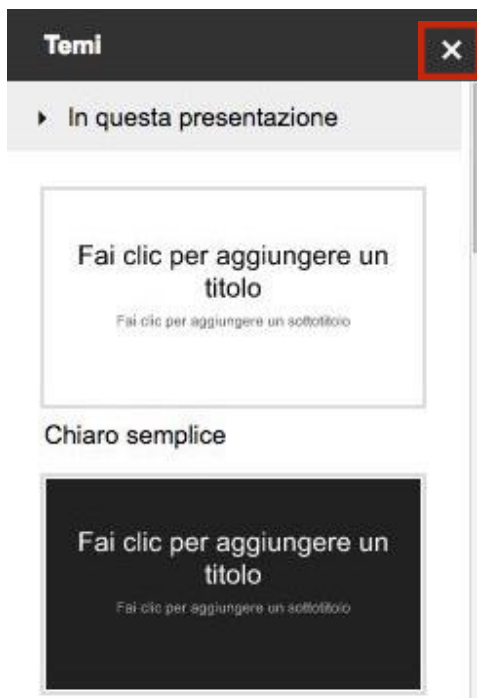 Temi
In questa presentazione
Fai clic per aggiungere un
titolo
Fai clic per aggiungere un sottotitolo
Chiaro semplice
Fai clic per aggiungere un
titolo
Fai clic per aggiungere un sottotitolo